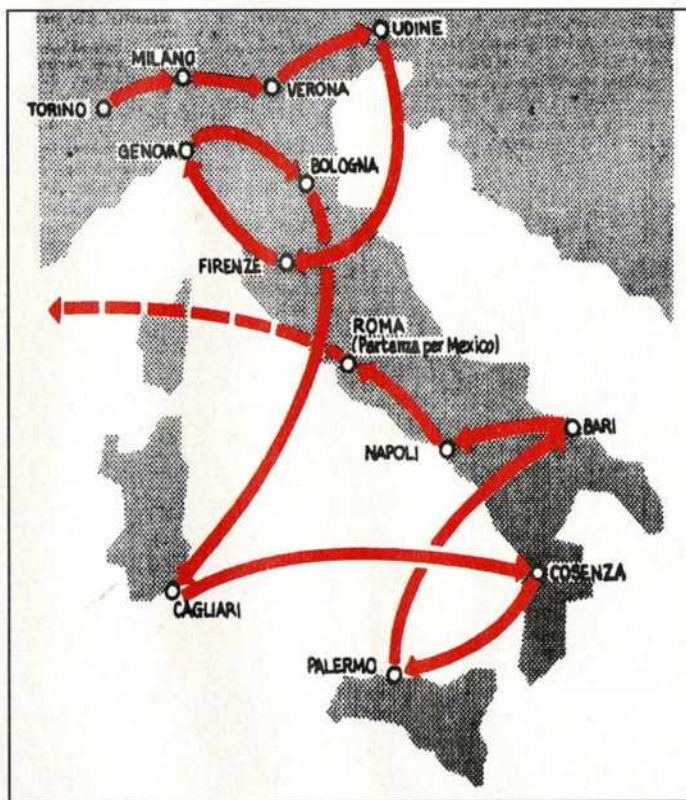 UDINE
MILANO
VERONA
TORINO
GENOVA
BOLOGNA
FIRENZE
ROMA
(Partenza per Mexico)
BARI
NAPOLI
COSENZA
CAGLIARI
PALERMO